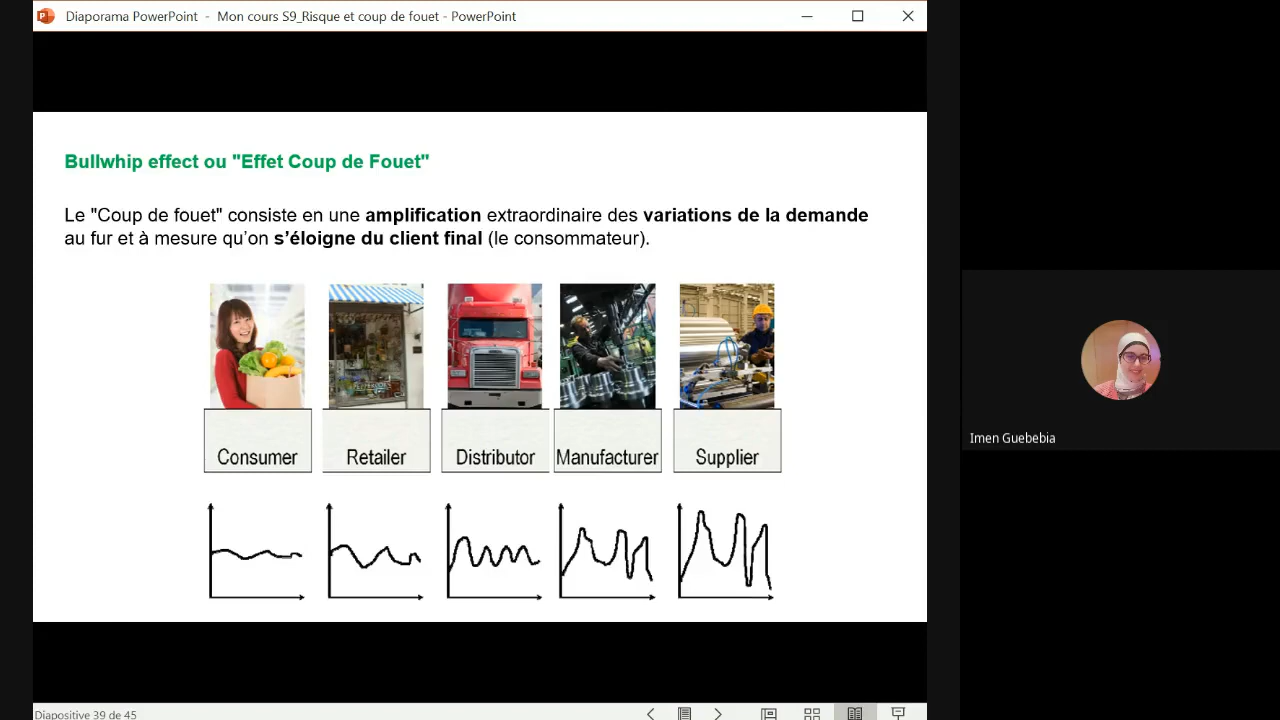 Diaporama PowerPoint - Mon cours S9_Risque et coup de fouet - PowerPoint
Bullwhip effect ou "Effet Coup de Fouet"
Le "Coup de fouet" consiste en une amplification extraordinaire des variations de la demande
au fur et à mesure qu'on s'éloigne du client final (le consommateur).
Consumer
Retailer
Distributor
Manufacturer
Supplier
Imen Guebebia
Diapositive 39 de 45